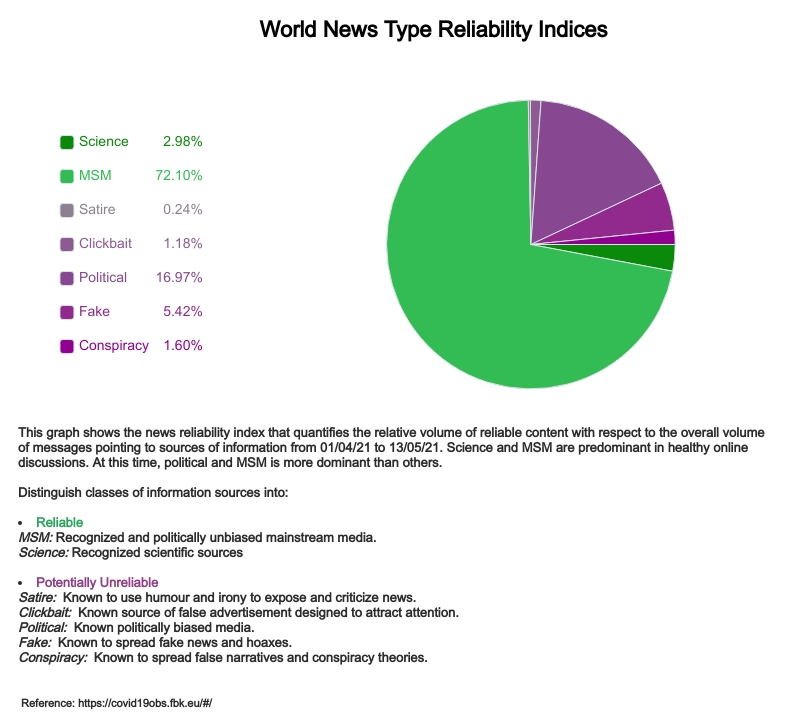 World News Type Reliability Indices
Science 2.98%
MSM 72.10%
Satire 0.24%
Clickbait 1.18%
Political 16.97%
Fake 5.42%
Conspiracy 1.60%
This graph shows the news reliability index that quantifies the relative volume of reliable content with respect to the overall volume
of messages pointing to sources of information from 01/04/21 to 13/05/21. Science and MSM are predominant in healthy online
discussions. At this time, political and MSM is more dominant than others.
Distinguish classes of information sources into:
• Reliable
MSM: Recognized and politically unbiased mainstream media.
Science: Recognized scientific sources
• Potentially Unreliable
Satire: Known to use humour and irony to expose and criticize news.
Clickbait: Known source of false advertisement designed to attract attention.
Political: Known politically biased media.
Fake: Known to spread fake news and hoaxes.
Conspiracy: Known to spread false narratives and conspiracy theories.
Reference: https://covid19obs.fbk.eu/#/